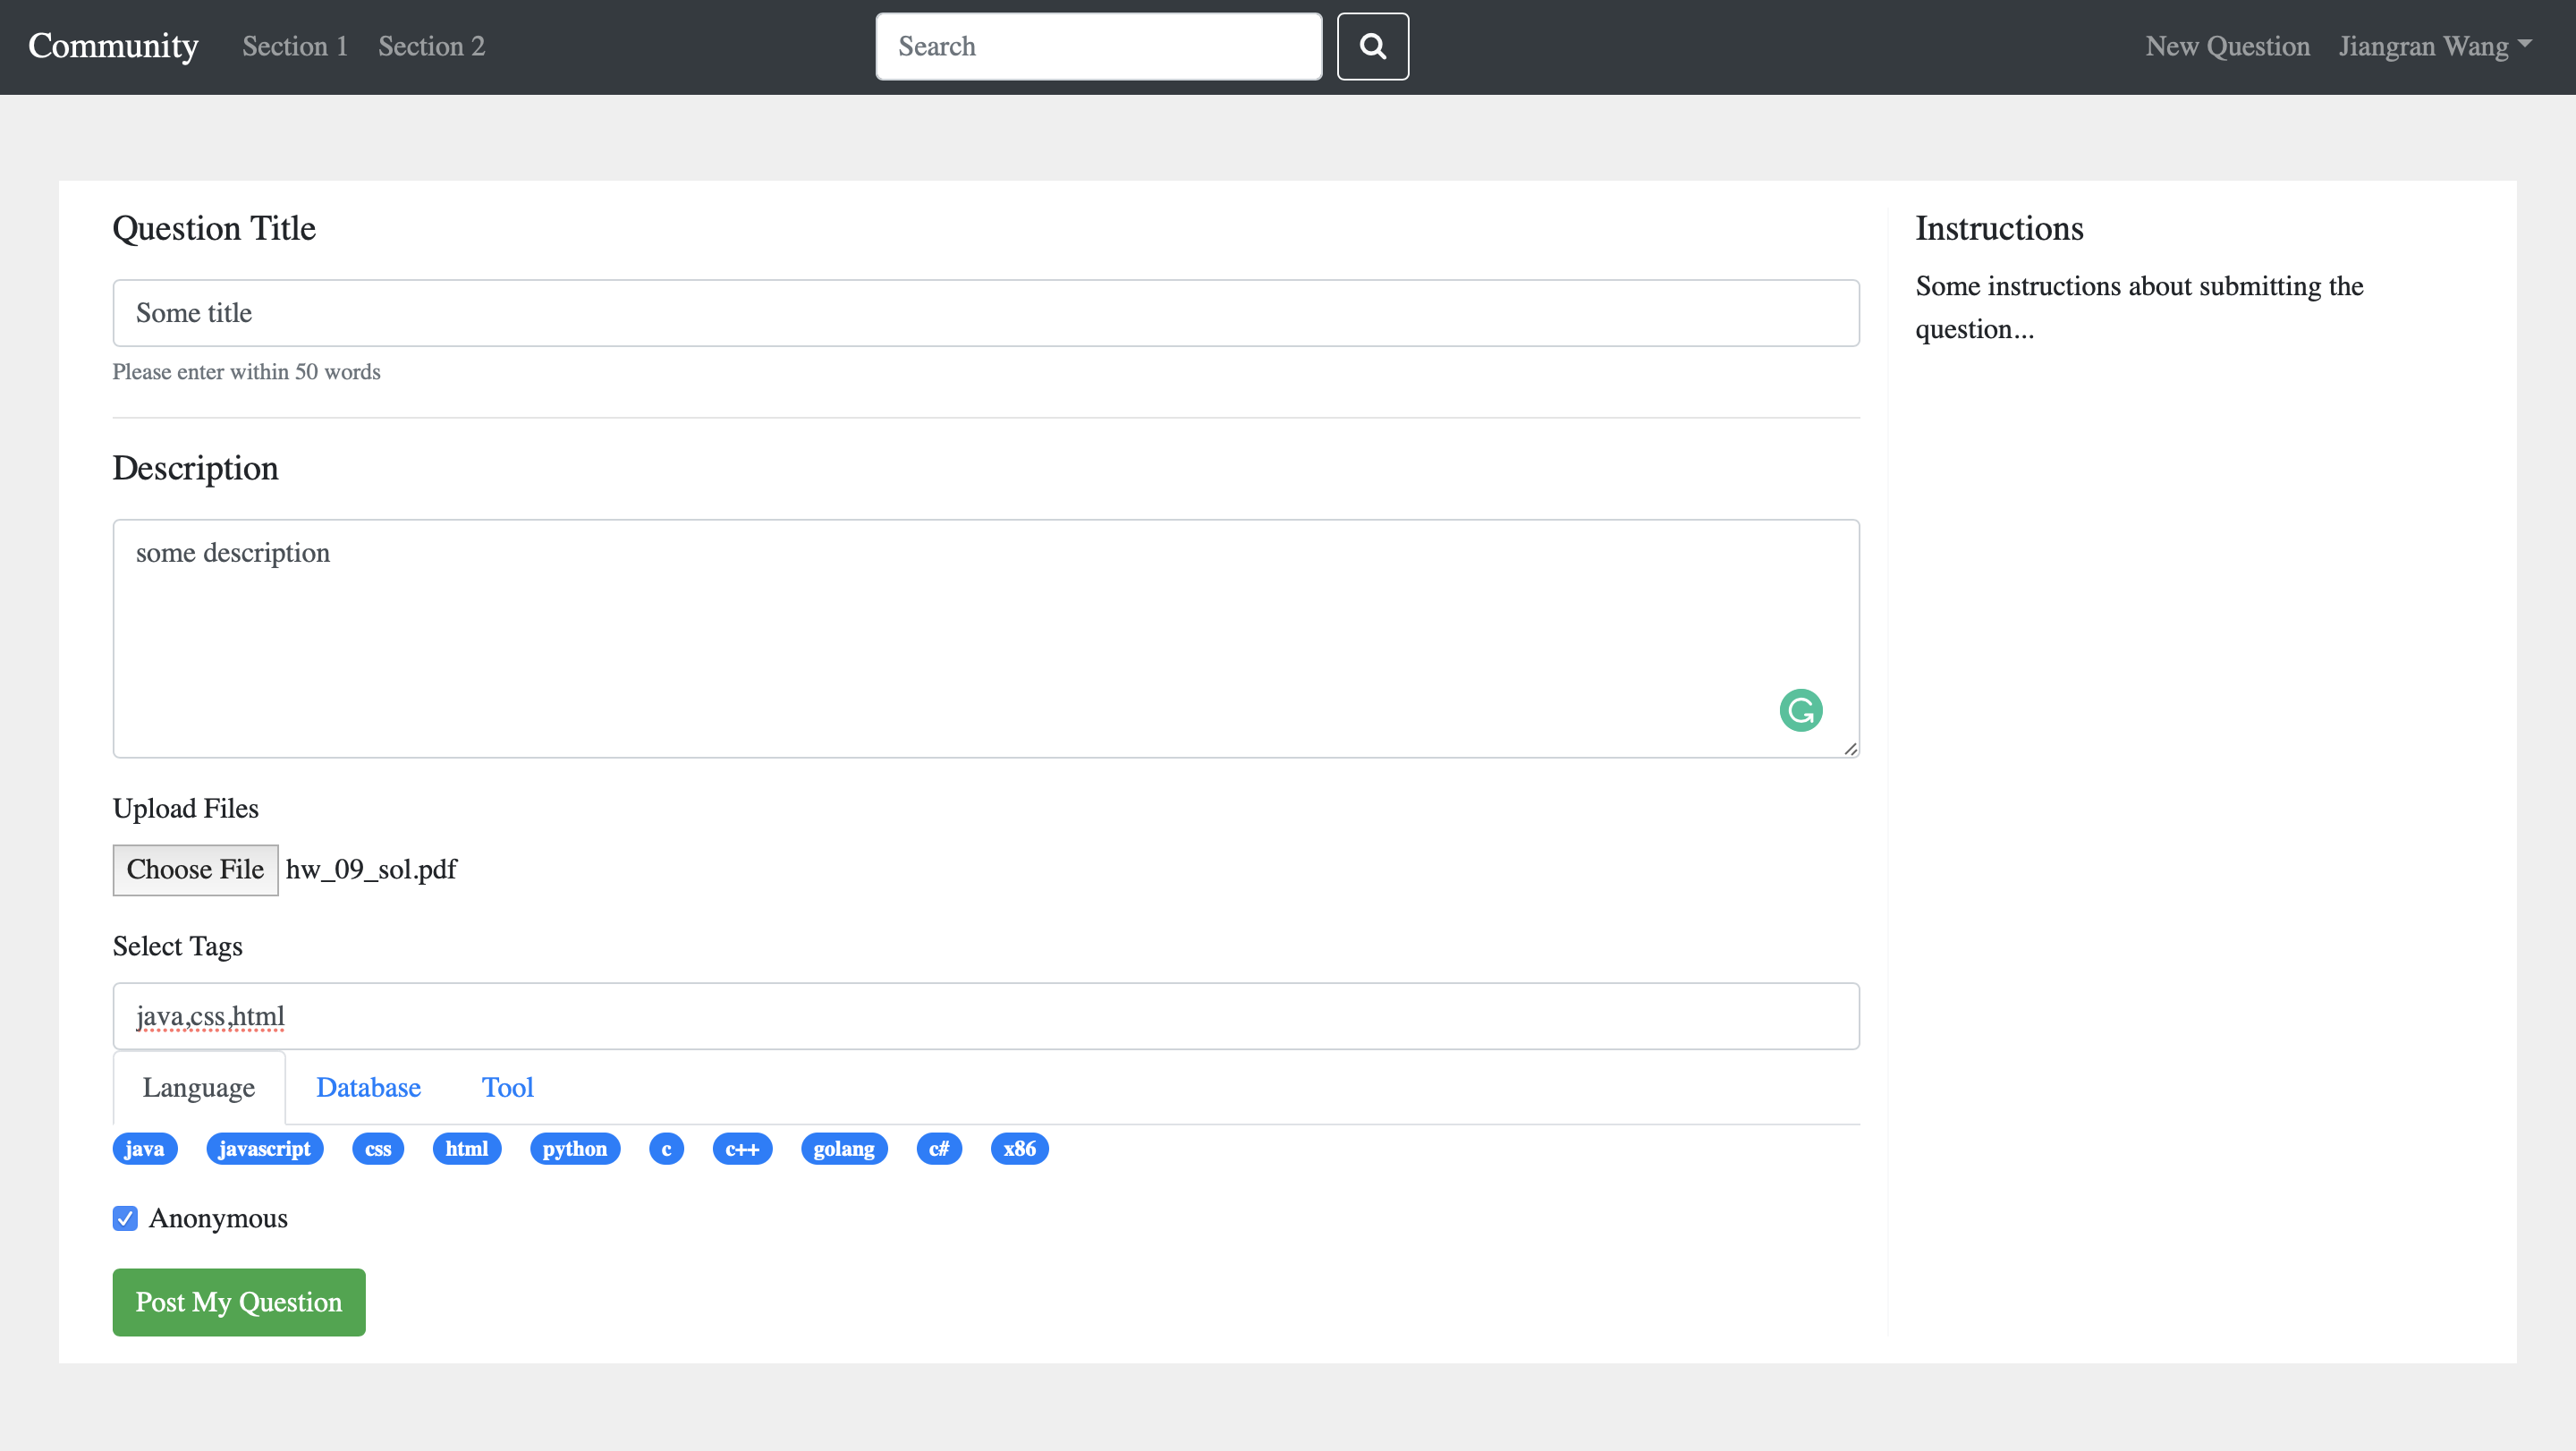 Community Section 1 Section 2 Search New Question Jiangran Wang
Question Title
Some title
Please enter within 50 words
Description
some description
Upload Files
Choose File hw_09_sol.pdf
Select Tags
java,css,html
Language Database Tool
java javascript css html python c c++ golang c# x86
Anonymous
Post My Question
Instructions
Some instructions about submitting the
question...